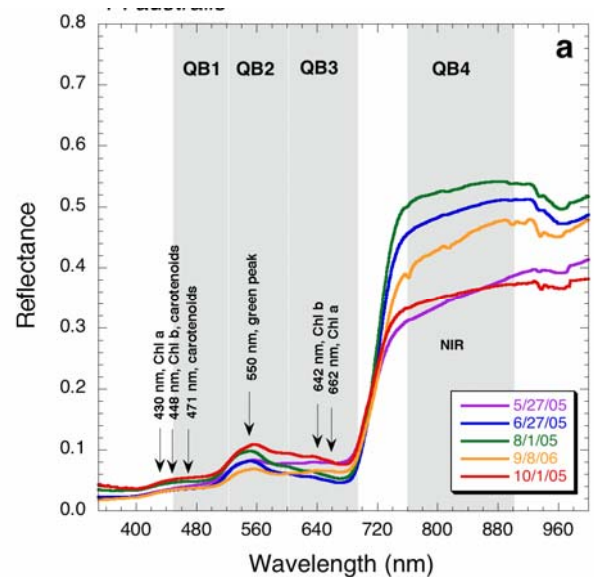 a
QB1 QB2 QB3 QB4
0.8
0.7
0.6
0.5
0.4
0.3
0.2
0.1
0.0
Reflectance
430 nm, Chl a
448 nm, Chl b, carotenoids
471 nm, carotenoids
550 nm, green peak
642 nm, Chl b
662 nm, Chl a
NIR
5/27/05
6/27/05
8/1/05
9/8/06
10/1/05
400 480 560 640 720 800 880 960
Wavelength (nm)